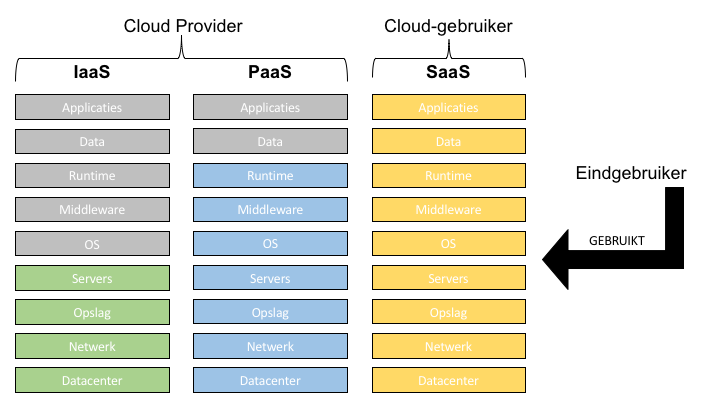 Cloud Provider
Cloud-gebruiker
IaaS
PaaS
SaaS
Applicaties
Applicaties
Applicaties
Data
Data
Data
Runtime
Runtime
Runtime
Eindgebruiker
Middleware
Middleware
Middleware
OS
OS
OS
GEBRUIKT
Servers
Servers
Servers
Opslag
Opslag
Opslag
Netwerk
Netwerk
Netwerk
Datacenter
Datacenter
Datacenter